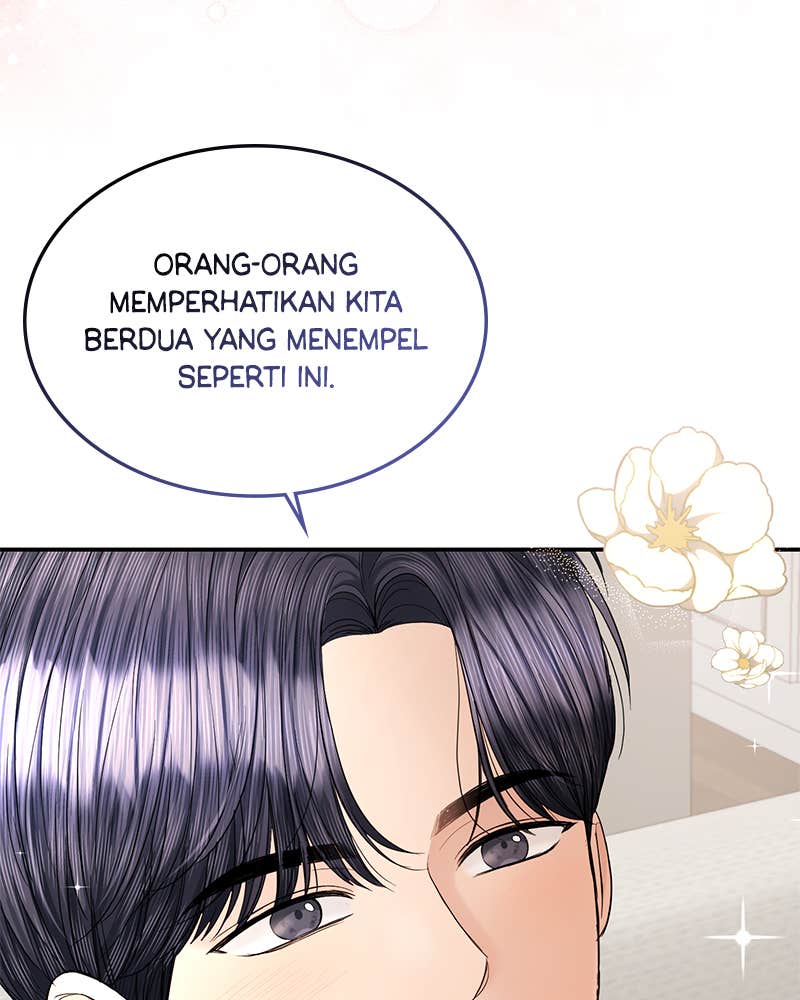 ORANG-ORANG
MEMPERHATIKAN KITA
BERDUA YANG MENEMPEL
SEPERTI INI.